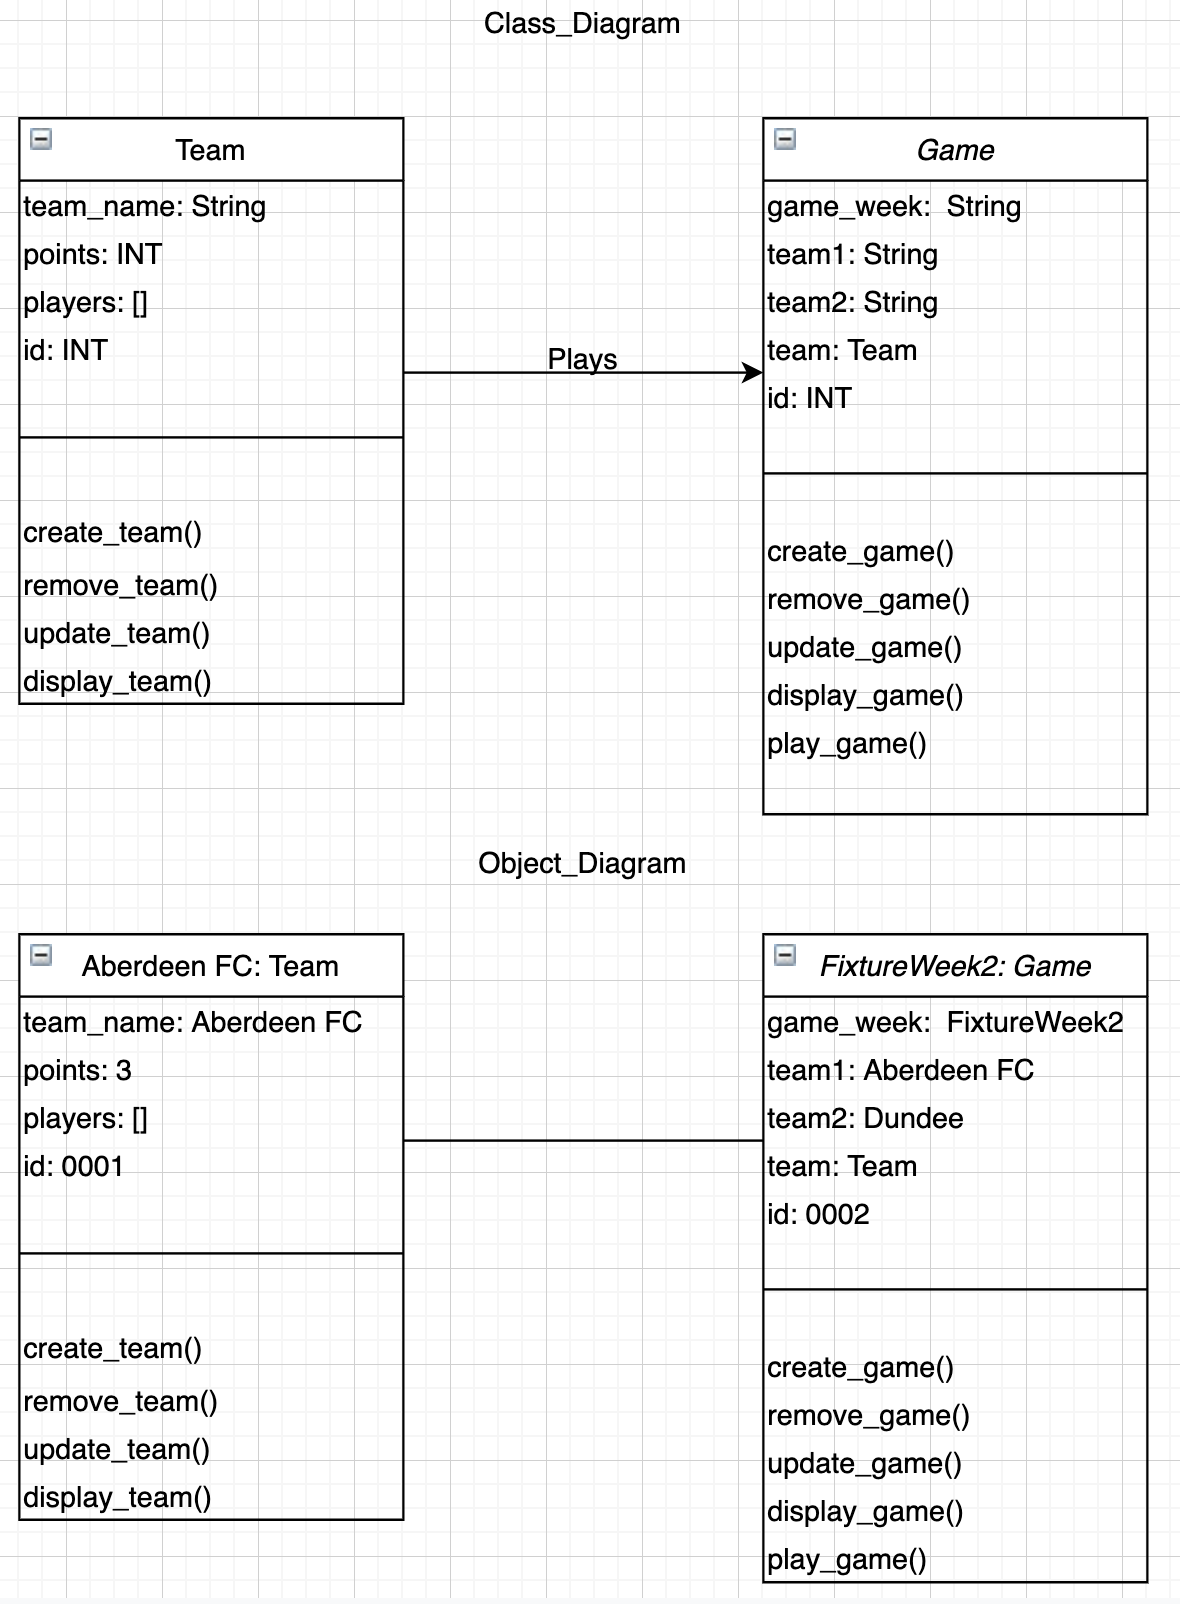 Class_Diagram
Team
team_name: String
points: INT
players: []
id: INT
create_team()
remove_team()
update_team()
display_team()
Plays
Game
game_week:  String
team1: String
team2: String
team: Team
id: INT
create_game()
remove_game()
update_game()
display_game()
play_game()
Object_Diagram
Aberdeen FC: Team
team_name: Aberdeen FC
points: 3
players: []
id: 0001
create_team()
remove_team()
update_team()
display_team()
FixtureWeek2: Game
game_week:  FixtureWeek2
team1: Aberdeen FC
team2: Dundee
team: Team
id: 0002
create_game()
remove_game()
update_game()
display_game()
play_game()